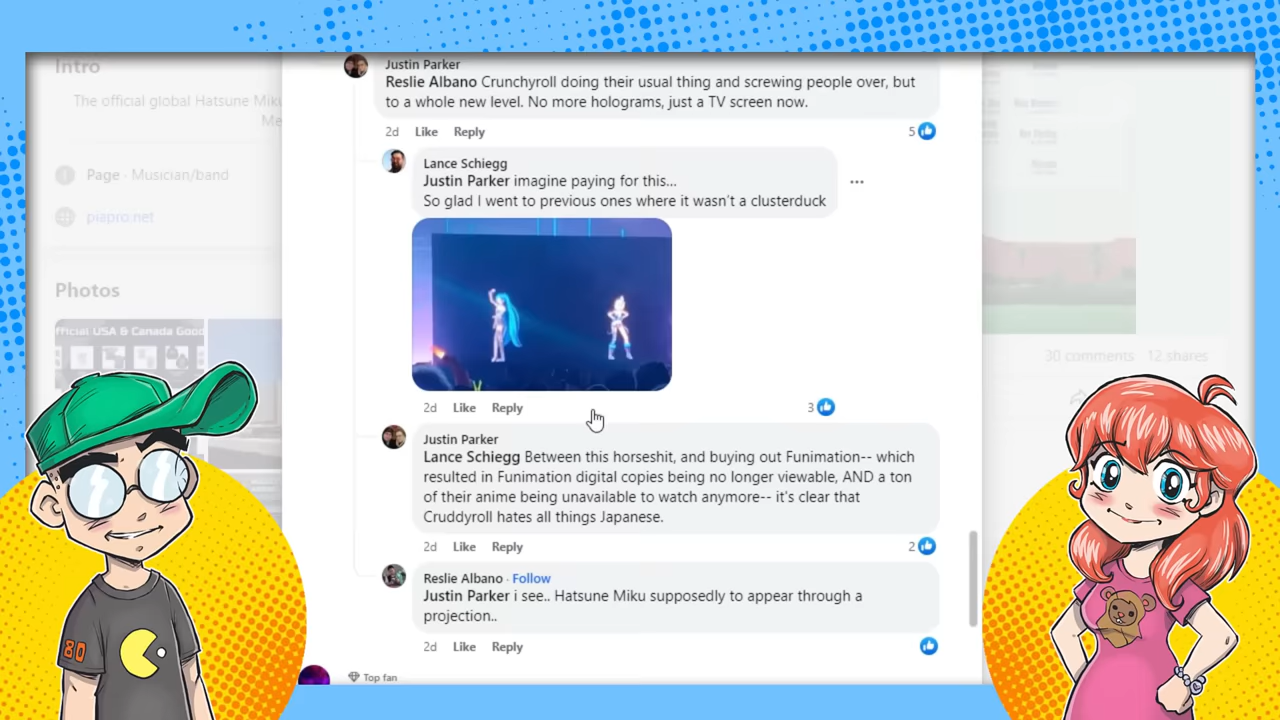 Intro
The official global Hatsune Miku
Me
Page · Musician/band
piapro.net
Photos
fficial USA & Canada Goo
Justin Parker
Reslie Albano Crunchyroll doing their usual thing and screwing people over, but
to a whole new level. No more holograms, just a TV screen now.
2d Like Reply 5
Lance Schiegg
Justin Parker imagine paying for this...
So glad I went to previous ones where it wasn't a clusterduck
2d Like Reply 3
Justin Parker
Lance Schiegg Between this horseshit, and buying out Funimation-- which
resulted in Funimation digital copies being no longer viewable, AND a ton
of their anime being unavailable to watch anymore-- it's clear that
Cruddyroll hates all things Japanese.
2d Like Reply 2
Reslie Albano · Follow
Justin Parker i see.. Hatsune Miku supposedly to appear through a
projection..
2d Like Reply
Top fan
30 comments 12 shares
80